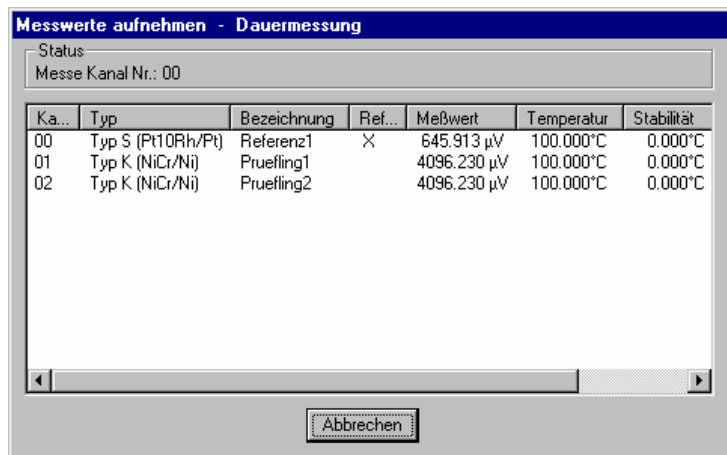 Messwerte aufnehmen - Dauermessung
Status
Messe Kanal Nr.: 00
Ka... Typ Bezeichnung Ref... Meßwert Temperatur Stabilität
00 Typ S (Pt10Rh/Pt) Referenz1 X 645.913 µV 100.000°C 0.000°C
01 Typ K (NiCr/Ni) Pruefling1 4096.230 µV 100.000°C 0.000°C
02 Typ K (NiCr/Ni) Pruefling2 4096.230 µV 100.000°C 0.000°C
Abbrechen